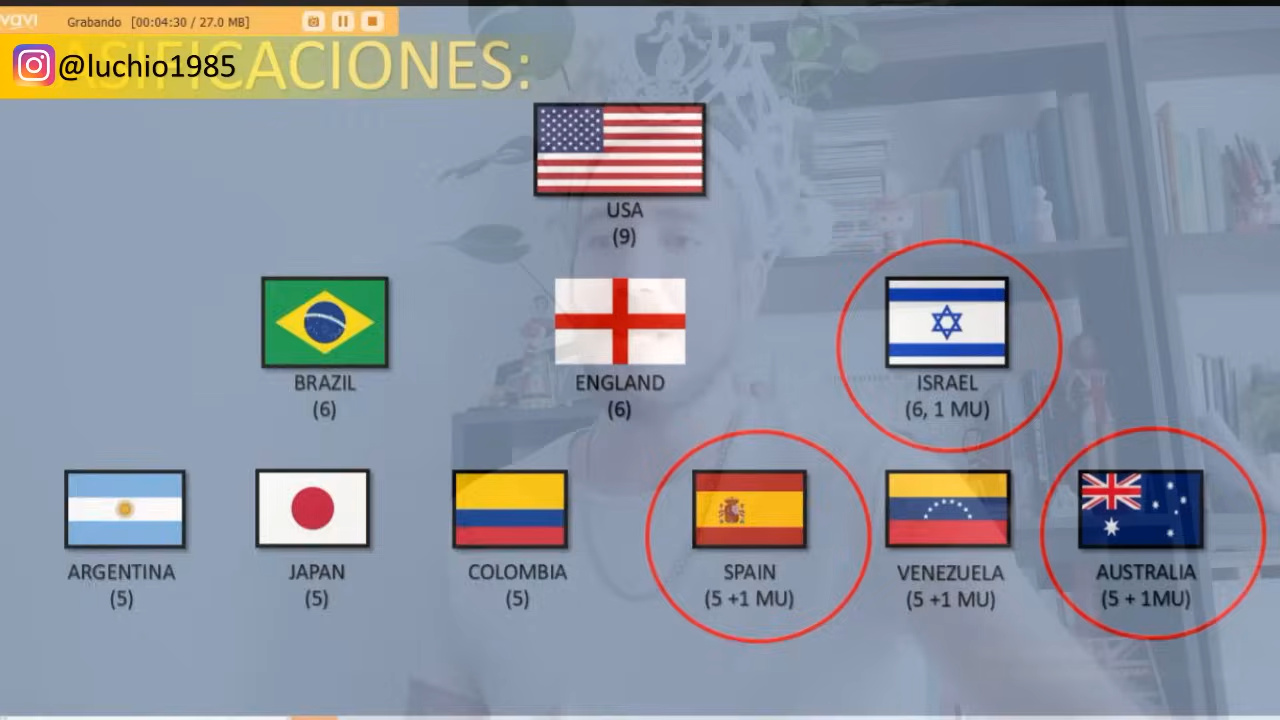 Grabando [00:04:30 / 27.0 MB]
@luchio1985
USA
(9)
BRAZIL
(6)
ENGLAND
(6)
ISRAEL
(6, 1 MU)
ARGENTINA
(5)
JAPAN
(5)
COLOMBIA
(5)
SPAIN
(5 +1 MU)
VENEZUELA
(5 +1 MU)
AUSTRALIA
(5 + 1MU)